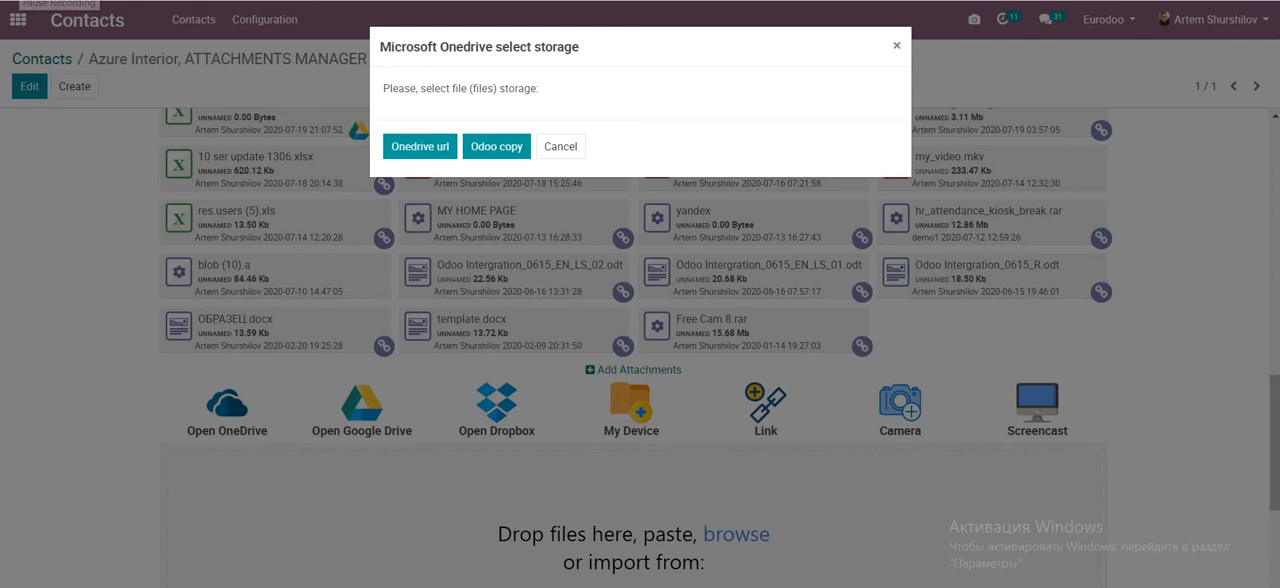 Pause Recording
Contacts
Contacts Configuration
11
31
Eurodoo
Artem Shurshilov
Microsoft Onedrive select storage
×
Please, select file (files) storage:
Onedrive url
Odoo copy
Cancel
Contacts / Azure Interior, ATTACHMENTS MANAGER
Edit
Create
1 / 1
UNNAMED 0.00 Bytes
Artem Shurshilov 2020-07-19 21:07:52
UNNAMED 3.11 Mb
Artem Shurshilov 2020-07-19 03:57:05
10 ser update 1306.xlsx
UNNAMED 620.12 Kb
Artem Shurshilov 2020-07-18 20:14:38
Artem Shurshilov 2020-07-18 15:25:46
Artem Shurshilov 2020-07-16 07:21:58
my_video.mkv
UNNAMED 233.47 Kb
Artem Shurshilov 2020-07-14 12:32:30
res.users (5).xls
UNNAMED 13.50 Kb
Artem Shurshilov 2020-07-14 12:20:28
MY HOME PAGE
UNNAMED 0.00 Bytes
Artem Shurshilov 2020-07-13 16:28:33
yandex
UNNAMED 0.00 Bytes
Artem Shurshilov 2020-07-13 16:27:43
hr_attendance_kiosk_break.rar
UNNAMED 12.86 Mb
demo1 2020-07-12 12:59:26
blob (10).a
UNNAMED 84.46 Kb
Artem Shurshilov 2020-07-10 14:47:05
Odoo Intergration_0615_EN_LS_02.odt
UNNAMED 22.56 Kb
Artem Shurshilov 2020-06-16 13:31:28
Odoo Intergration_0615_EN_LS_01.odt
UNNAMED 20.68 Kb
Artem Shurshilov 2020-06-16 07:57:17
Odoo Intergration_0615_R.odt
UNNAMED 18.50 Kb
Artem Shurshilov 2020-06-15 19:46:01
ОБРАЗЕЦ.docx
UNNAMED 13.59 Kb
Artem Shurshilov 2020-02-20 19:25:28
template.docx
UNNAMED 13.72 Kb
Artem Shurshilov 2020-02-09 20:31:50
Free Cam 8.rar
UNNAMED 15.68 Mb
Artem Shurshilov 2020-01-14 19:27:03
Add Attachments
Open OneDrive
Open Google Drive
Open Dropbox
My Device
Link
Camera
Screencast
Drop files here, paste, browse
or import from:
Активация Windows
Чтобы активировать Windows, перейдите в раздел
"Параметры"